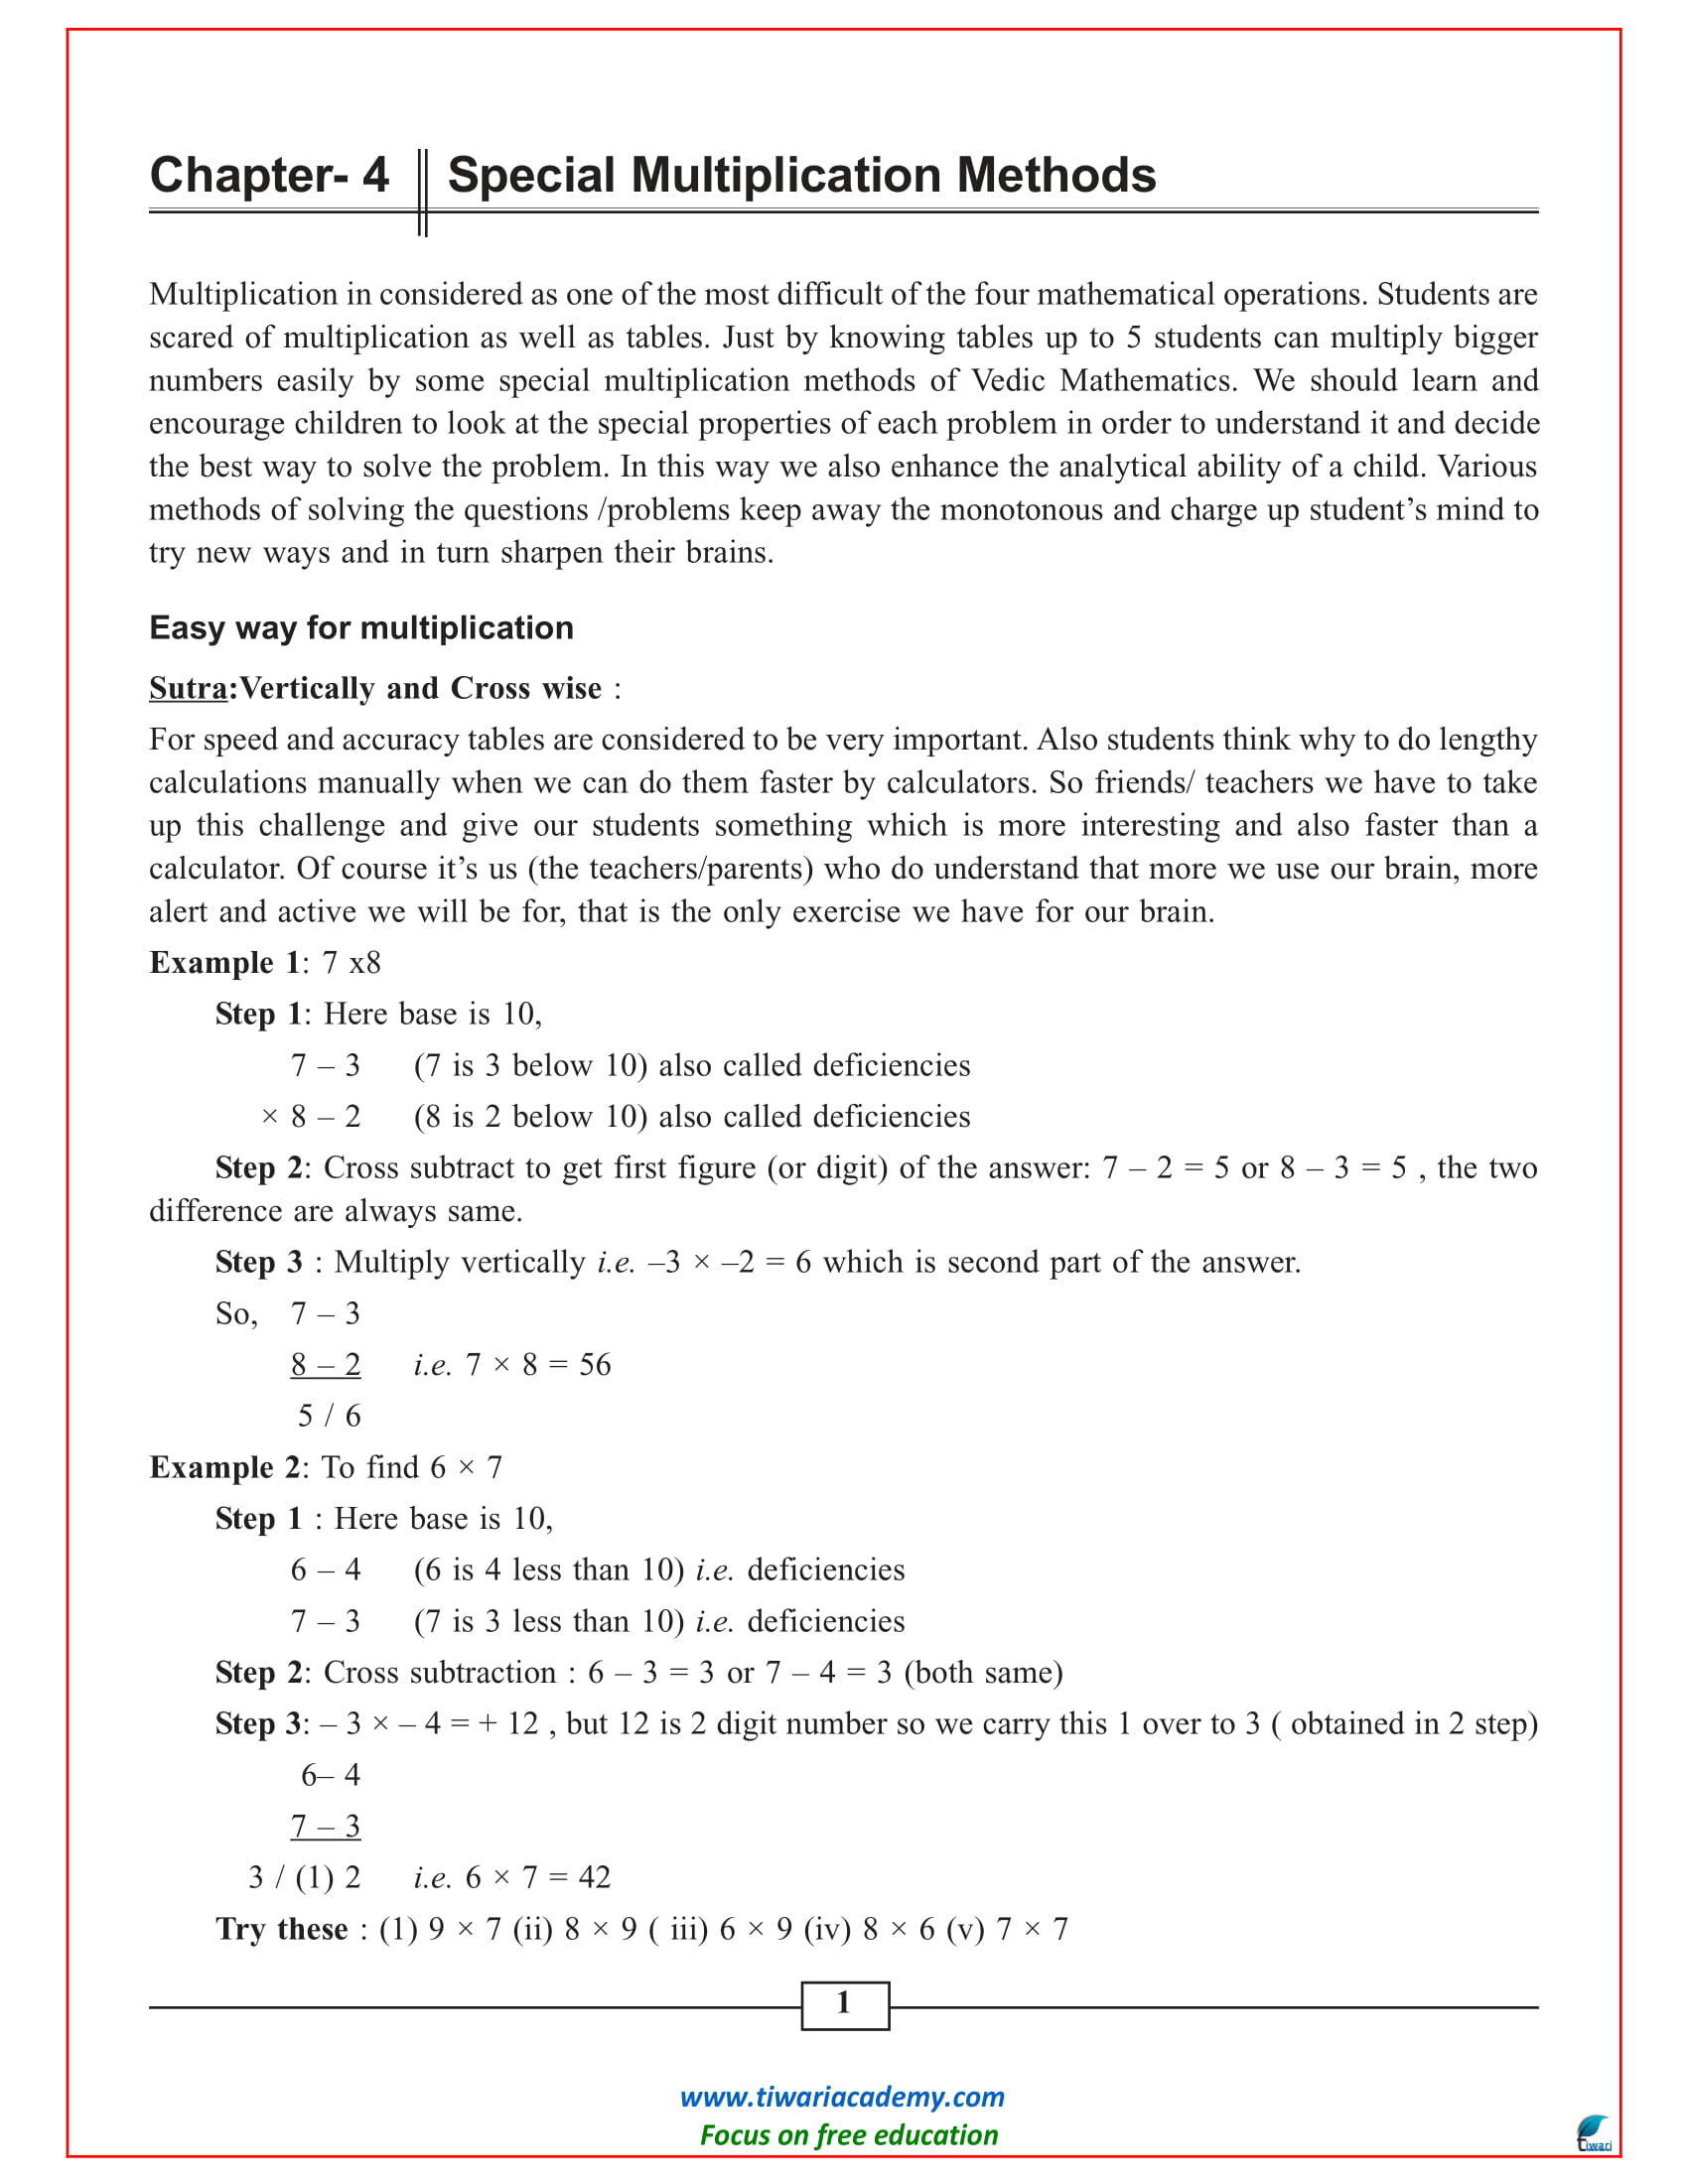 Chapter- 4 Special Multiplication Methods
Multiplication in considered as one of the most difficult of the four mathematical operations. Students are
scared of multiplication as well as tables. Just by knowing tables up to 5 students can multiply bigger
numbers easily by some special multiplication methods of Vedic Mathematics. We should learn and
encourage children to look at the special properties of each problem in order to understand it and decide
the best way to solve the problem. In this way we also enhance the analytical ability of a child. Various
methods of solving the questions /problems keep away the monotonous and charge up student’s mind to
try new ways and in turn sharpen their brains.
Easy way for multiplication
Sutra:Vertically and Cross wise :
For speed and accuracy tables are considered to be very important. Also students think why to do lengthy
calculations manually when we can do them faster by calculators. So friends/ teachers we have to take
up this challenge and give our students something which is more interesting and also faster than a
calculator. Of course it’s us (the teachers/parents) who do understand that more we use our brain, more
alert and active we will be for, that is the only exercise we have for our brain.
Example 1: 7 x8
Step 1: Here base is 10,
7 – 3 (7 is 3 below 10) also called deficiencies
× 8 – 2 (8 is 2 below 10) also called deficiencies
Step 2: Cross subtract to get first figure (or digit) of the answer: 7 – 2 = 5 or 8 – 3 = 5 , the two
difference are always same.
Step 3 : Multiply vertically i.e. –3 × –2 = 6 which is second part of the answer.
So, 7 – 3
8 – 2 i.e. 7 × 8 = 56
5 / 6
Example 2: To find 6 × 7
Step 1 : Here base is 10,
6 – 4 (6 is 4 less than 10) i.e. deficiencies
7 – 3 (7 is 3 less than 10) i.e. deficiencies
Step 2: Cross subtraction : 6 – 3 = 3 or 7 – 4 = 3 (both same)
Step 3: – 3 × – 4 = + 12 , but 12 is 2 digit number so we carry this 1 over to 3 ( obtained in 2 step)
6– 4
7 – 3
3 / (1) 2 i.e. 6 × 7 = 42
Try these : (1) 9 × 7 (ii) 8 × 9 ( iii) 6 × 9 (iv) 8 × 6 (v) 7 × 7
1
www.tiwariacademy.com
Focus on free education
Tiwari